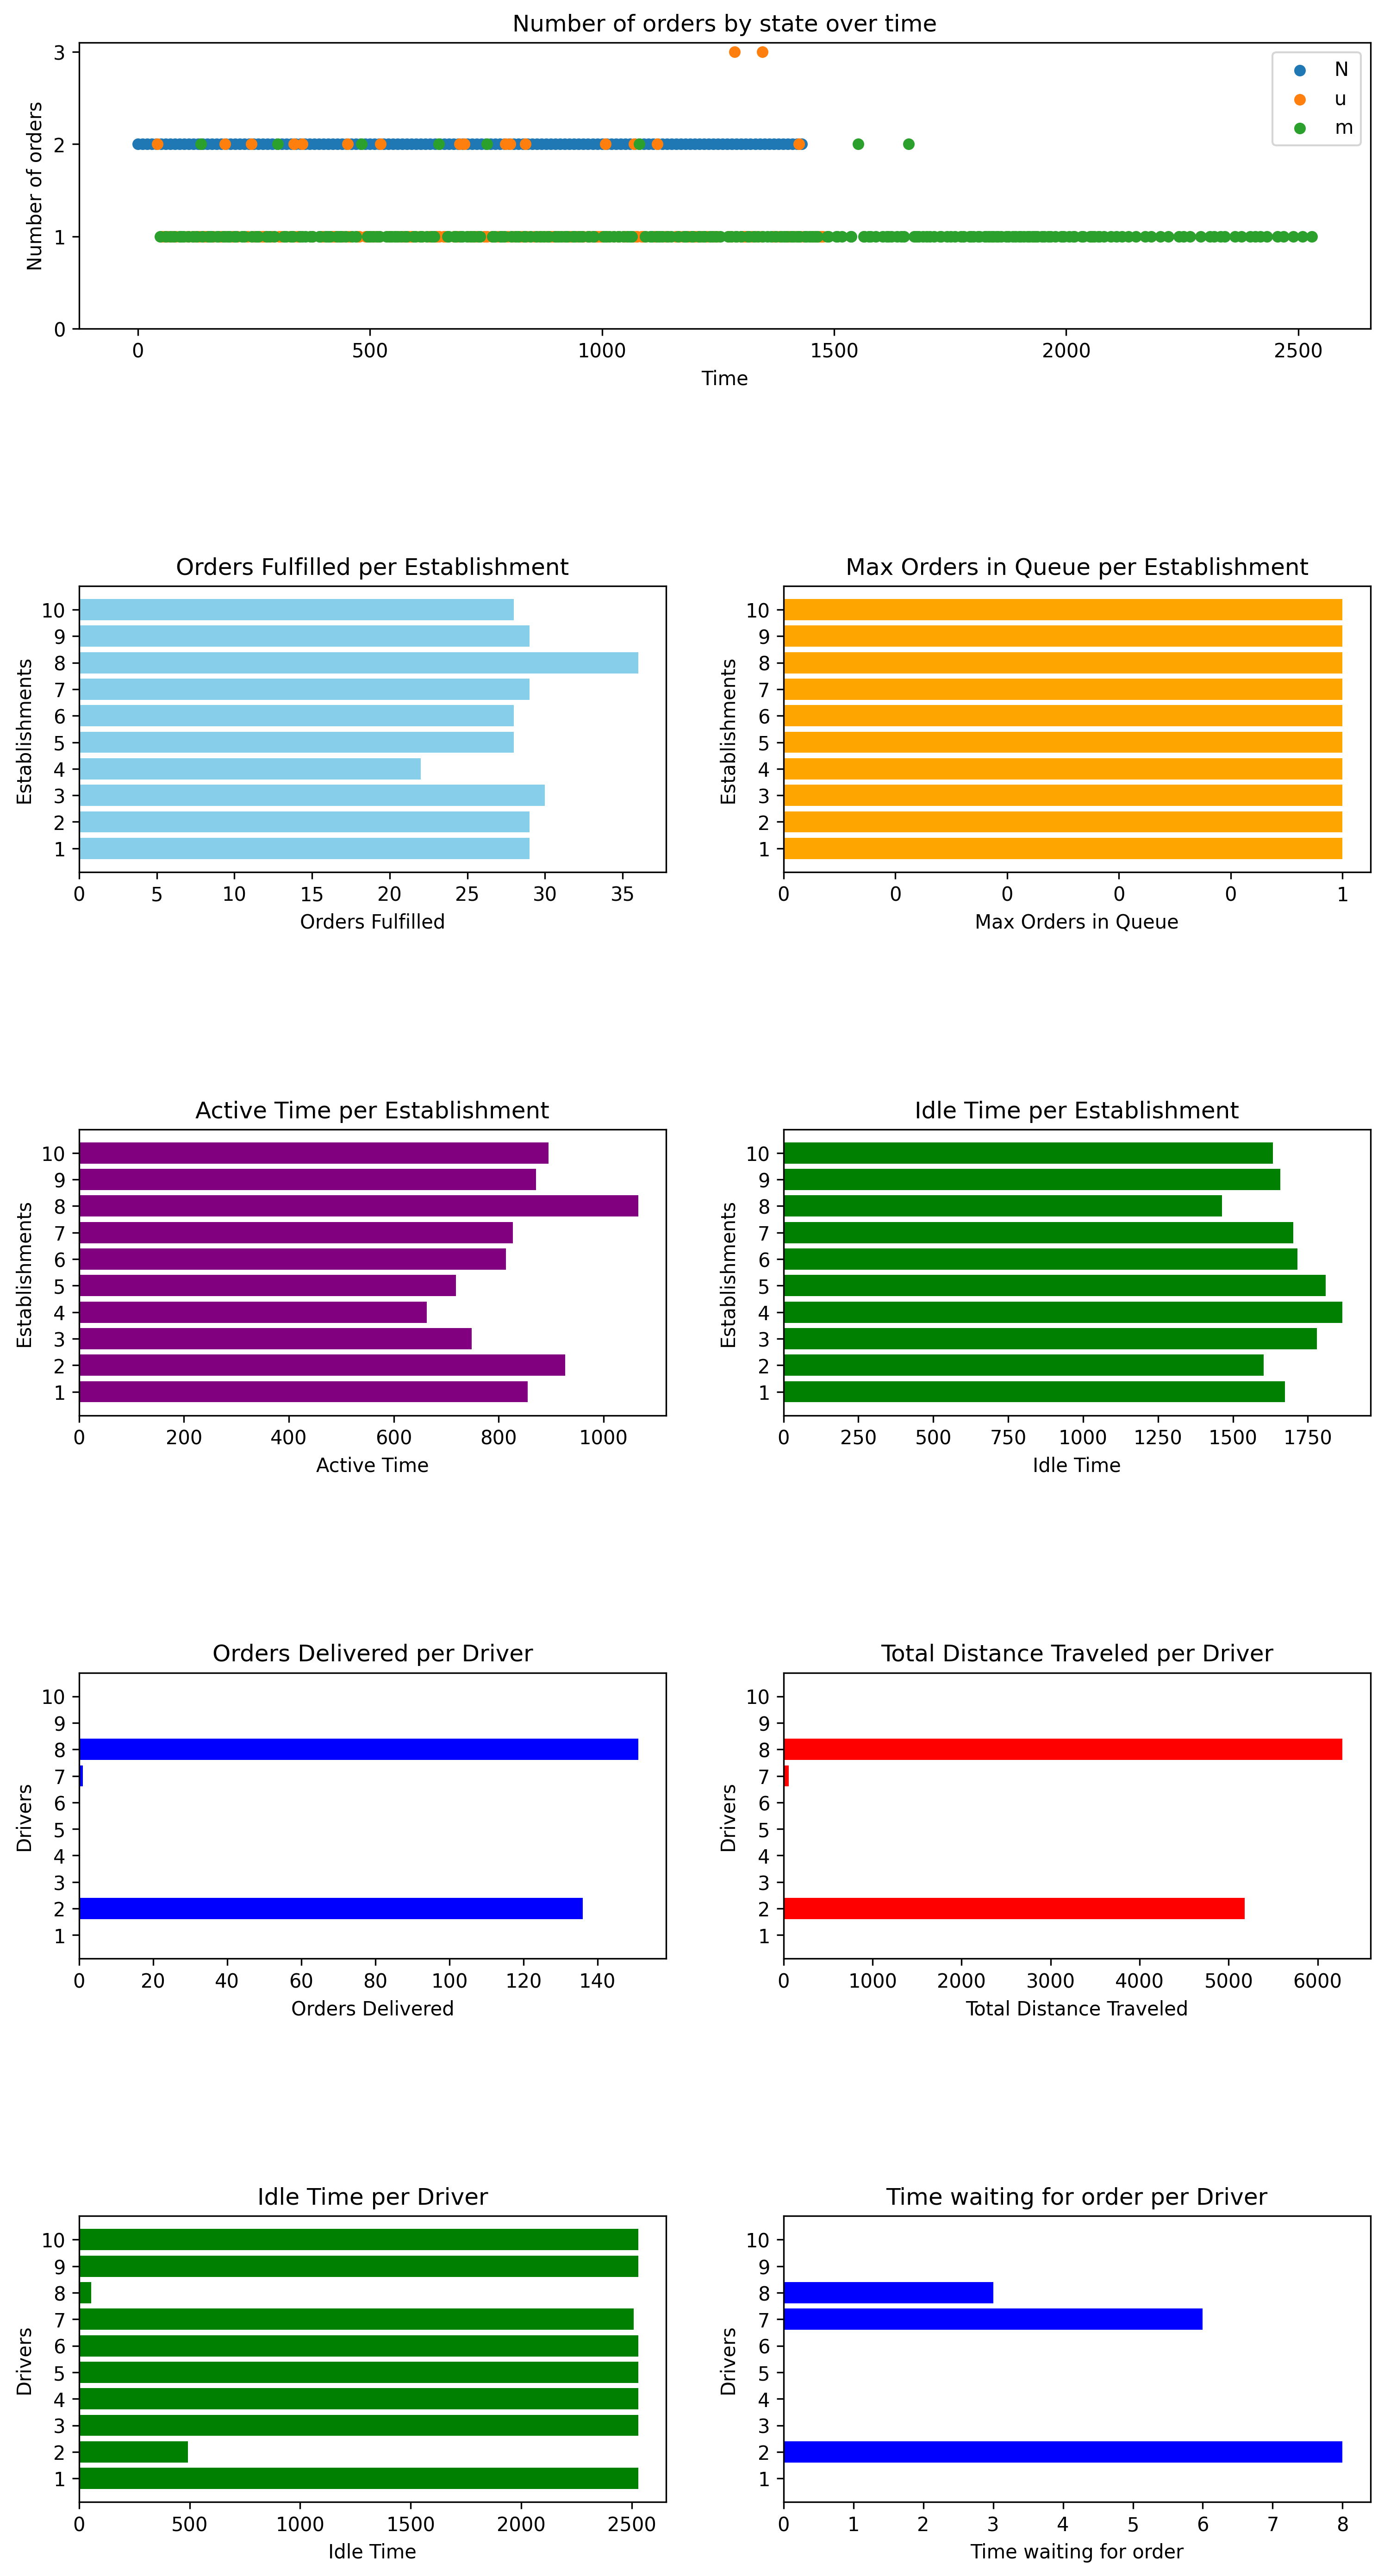 Number of orders by state over time
3
2
1
0
Number of orders
N
u
m
0 500 1000 1500 2000 2500
Time
Orders Fulfilled per Establishment
10
9
8
7
6
5
4
3
2
1
Establishments
0 5 10 15 20 25 30 35
Orders Fulfilled
Max Orders in Queue per Establishment
10
9
8
7
6
5
4
3
2
1
Establishments
0 0 0 0 0 1
Max Orders in Queue
Active Time per Establishment
10
9
8
7
6
5
4
3
2
1
Establishments
0 200 400 600 800 1000
Active Time
Idle Time per Establishment
10
9
8
7
6
5
4
3
2
1
Establishments
0 250 500 750 1000 1250 1500 1750
Idle Time
Orders Delivered per Driver
10
9
8
7
6
5
4
3
2
1
Drivers
0 20 40 60 80 100 120 140
Orders Delivered
Total Distance Traveled per Driver
10
9
8
7
6
5
4
3
2
1
Drivers
0 1000 2000 3000 4000 5000 6000
Total Distance Traveled
Idle Time per Driver
10
9
8
7
6
5
4
3
2
1
Drivers
0 500 1000 1500 2000 2500
Idle Time
Time waiting for order per Driver
10
9
8
7
6
5
4
3
2
1
Drivers
0 1 2 3 4 5 6 7 8
Time waiting for order